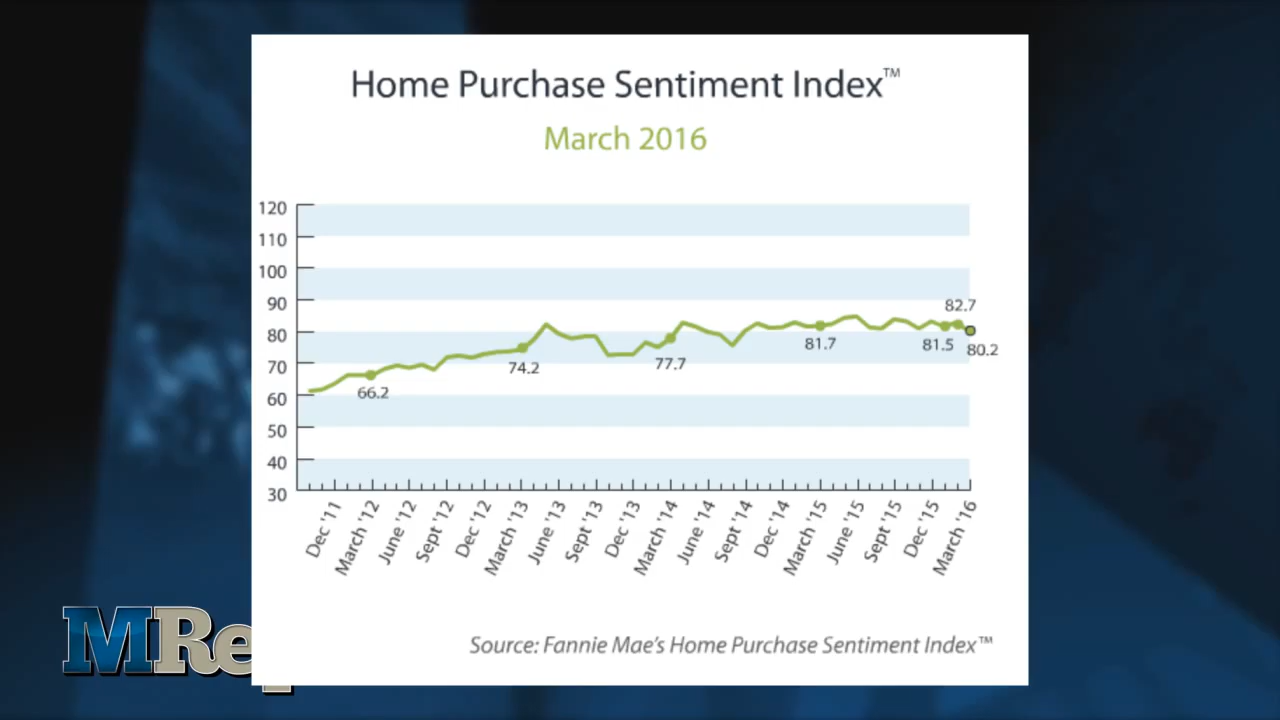 Home Purchase Sentiment Index™
March 2016
120
110
100
90
80
70
60
50
40
30
66.2
74.2
77.7
81.7
81.5
82.7
80.2
Dec '11
March '12
June '12
Sept '12
Dec '12
March '13
June '13
Sept '13
Dec '13
March '14
June '14
Sept '14
Dec '14
March '15
June '15
Sept '15
Dec '15
March '16
Source: Fannie Mae's Home Purchase Sentiment Index™
MRe